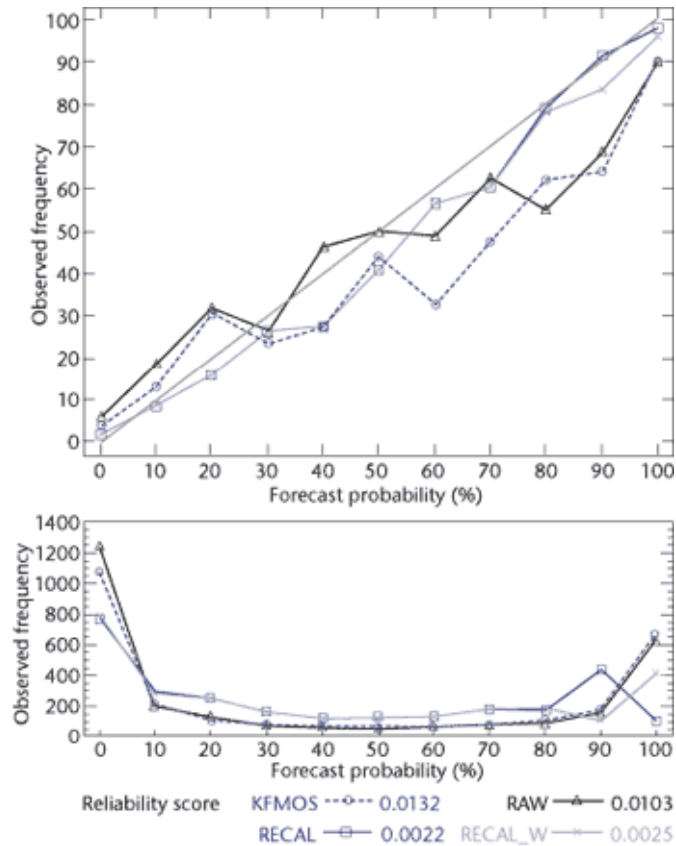 100
90
80
70
60
50
40
30
20
10
0
Observed frequency
0 10 20 30 40 50 60 70 80 90 100
Forecast probability (%)
1400
1200
1000
800
600
400
200
0
Observed frequency
0 10 20 30 40 50 60 70 80 90 100
Forecast probability (%)
Reliability score KFMOS 0.0132 RAW 0.0103
RECAL 0.0022 RECAL_W 0.0025